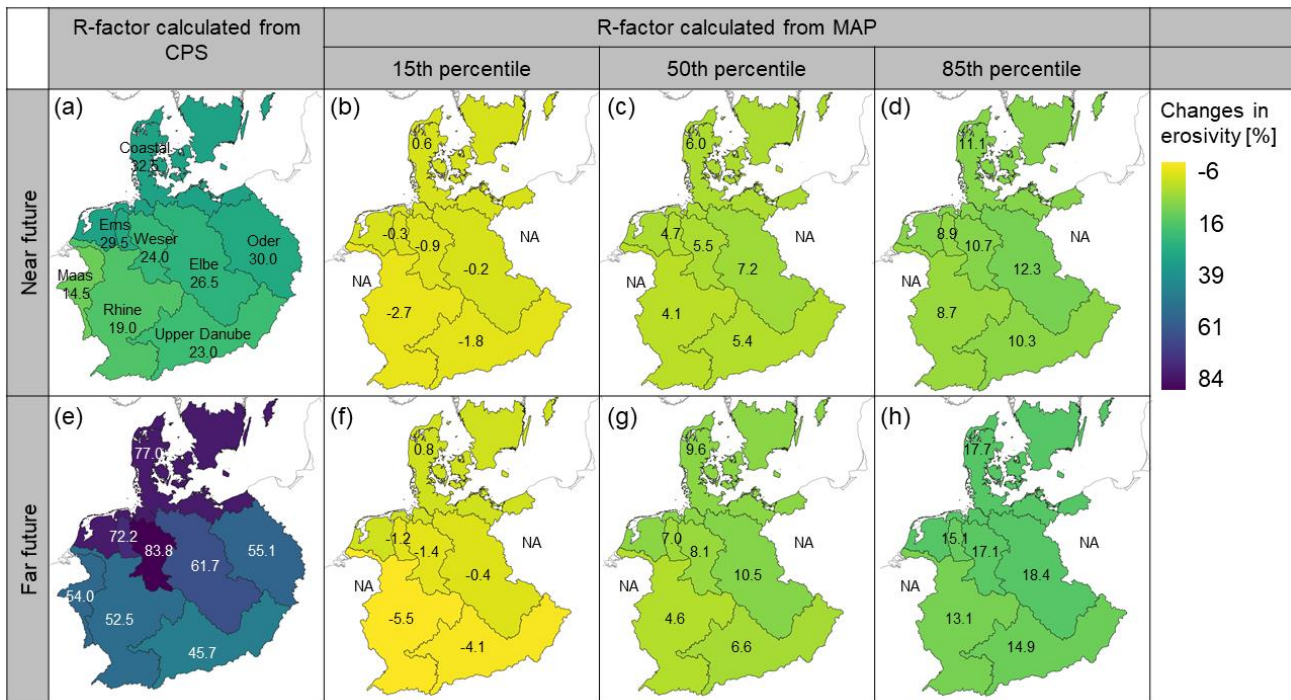 R-factor calculated from
CPS
R-factor calculated from MAP
15th percentile
50th percentile
85th percentile
Near future
(a)
Coastal
32.5
Ems
29.5
Weser
24.0
Oder
30.0
Elbe
26.5
Maas
14.5
Rhine
19.0
Upper Danube
23.0
(b)
0.6
-0.3
-0.9
NA
-0.2
NA
-2.7
-1.8
(c)
6.0
4.7
5.5
NA
7.2
NA
4.1
5.4
(d)
11.1
8.9
10.7
NA
12.3
NA
8.7
10.3
Changes in
erosivity [%]
-6
16
39
61
84
Far future
(e)
77.0
72.2
83.8
61.7
55.1
54.0
52.5
45.7
(f)
0.8
-1.2
-1.4
NA
-0.4
NA
-5.5
-4.1
(g)
9.6
7.0
8.1
NA
10.5
NA
4.6
6.6
(h)
17.7
15.1
17.1
NA
18.4
NA
13.1
14.9